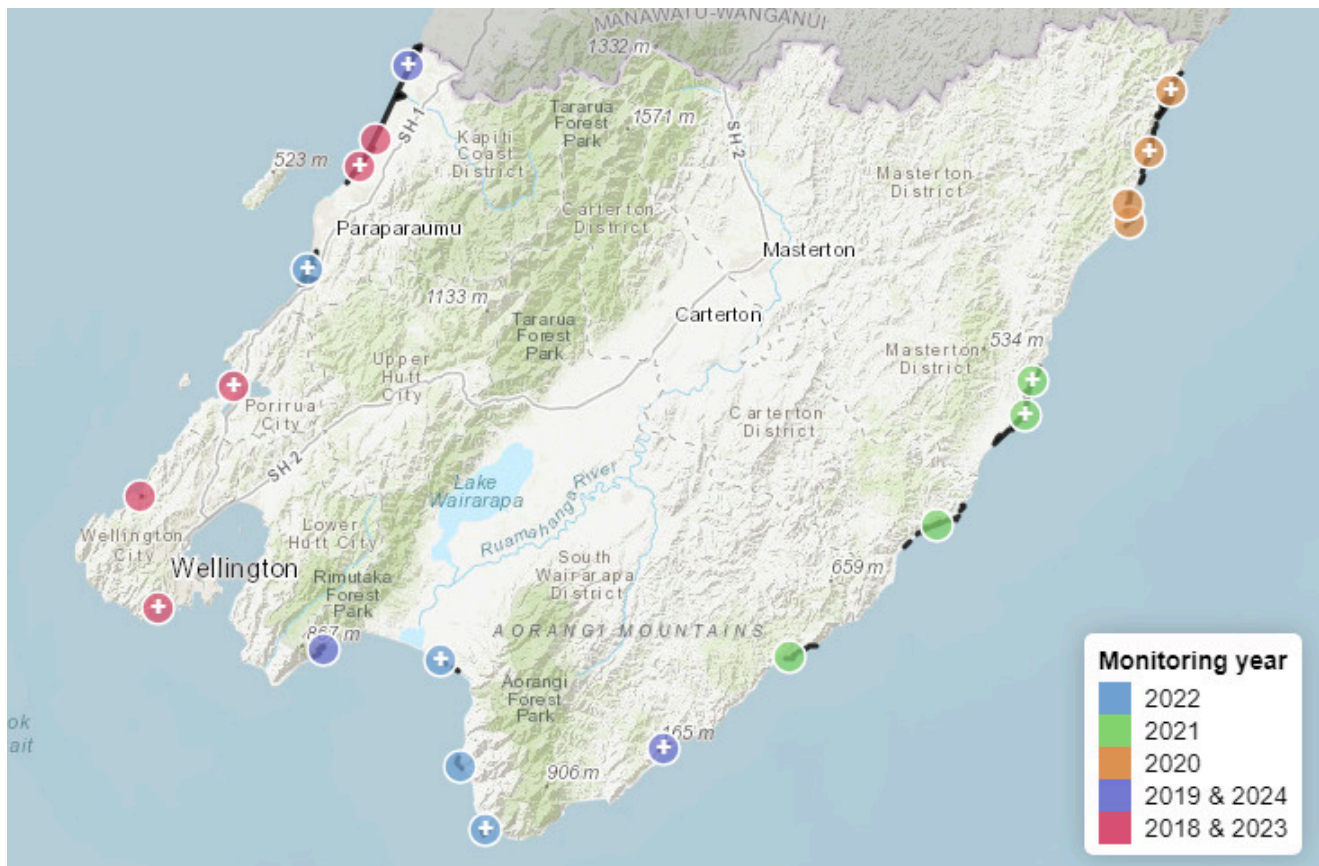 MANAWATU-WANGANUI
1332 m
Tararua
Forest
Park
1571 m
SH-1
SH-2
523 m
Kapiti
Coast
District
Masterton
District
Carterton
District
Paraparaumu
Masterton
1133 m
Carterton
Tararua
Forest
Park
534 m
Masterton
District
Upper
Hutt
City
Porirua
City
Carterton
District
SH 2
Lake
Wairarapa
Ruamahanga River
Wellington
City
Lower
Hutt City
Wellington
South
Wairarapa
District
659 m
Rimutaka
Forest
Park
867 m
AORANGI MOUNTAINS
Aorangi
Forest
Park
ok
ait
165 m
906 m
Monitoring year
2022
2021
2020
2019 & 2024
2018 & 2023